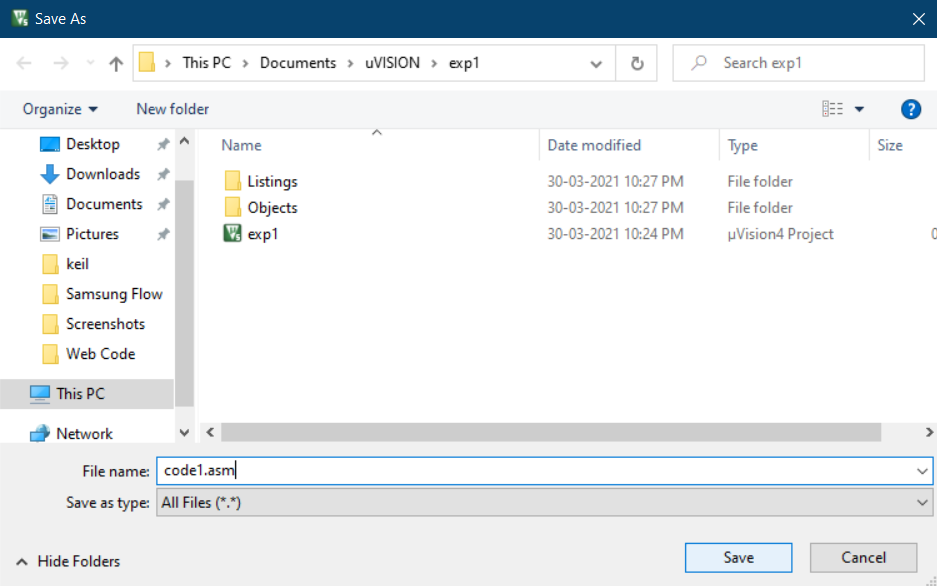 Save As
This PC > Documents > uVISION > exp1
Search exp1
Organize
New folder
?
Desktop
Downloads
Documents
Pictures
keil
Samsung Flow
Screenshots
Web Code
This PC
Network
Name Date modified Type Size
Listings 30-03-2021 10:27 PM File folder
Objects 30-03-2021 10:27 PM File folder
exp1 30-03-2021 10:24 PM µVision4 Project 0
File name: code1.asm
Save as type: All Files (*.*)
Hide Folders
Save
Cancel